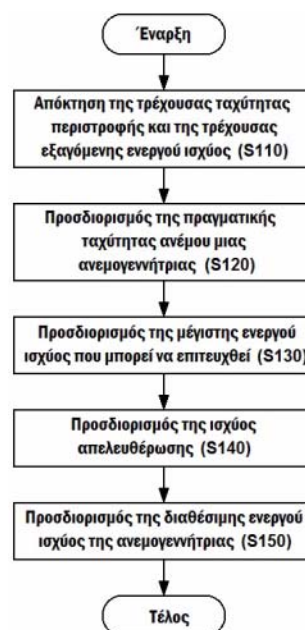 Έναρξη
Απόκτηση της τρέχουσας ταχύτητας
περιστροφής και της τρέχουσας
εξαγόμενης ενεργού ισχύος (S110)
Προσδιορισμός της πραγματικής
ταχύτητας ανέμου μιας
ανεμογεννήτριας (S120)
Προσδιορισμός της μέγιστης ενεργού
ισχύος που μπορεί να επιτευχθεί (S130)
Προσδιορισμός της ισχύος
απελευθέρωσης (S140)
Προσδιορισμός της διαθέσιμης ενεργού
ισχύος της ανεμογεννήτριας (S150)
Τέλος